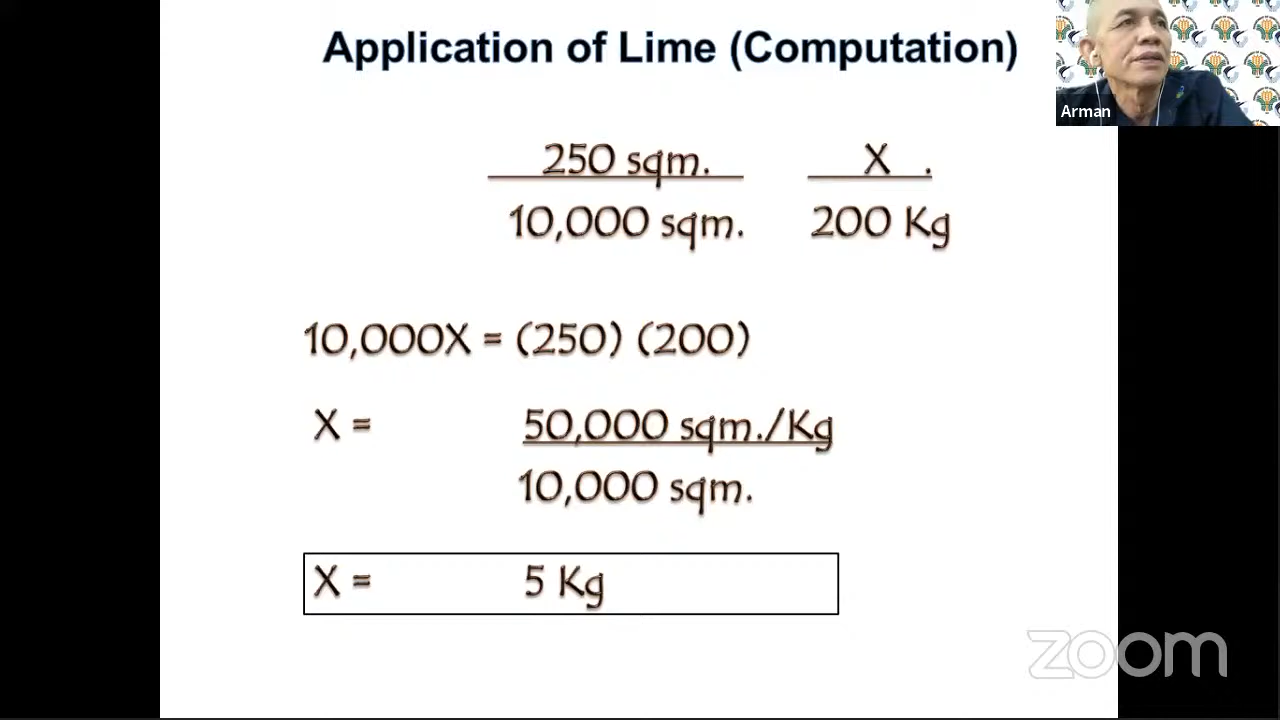 Application of Lime (Computation)
Arman
250 sqm. X .
10,000 sqm. 200 Kg
10,000X = (250) (200)
X = 50,000 sqm./Kg
10,000 sqm.
X = 5 Kg
zoom